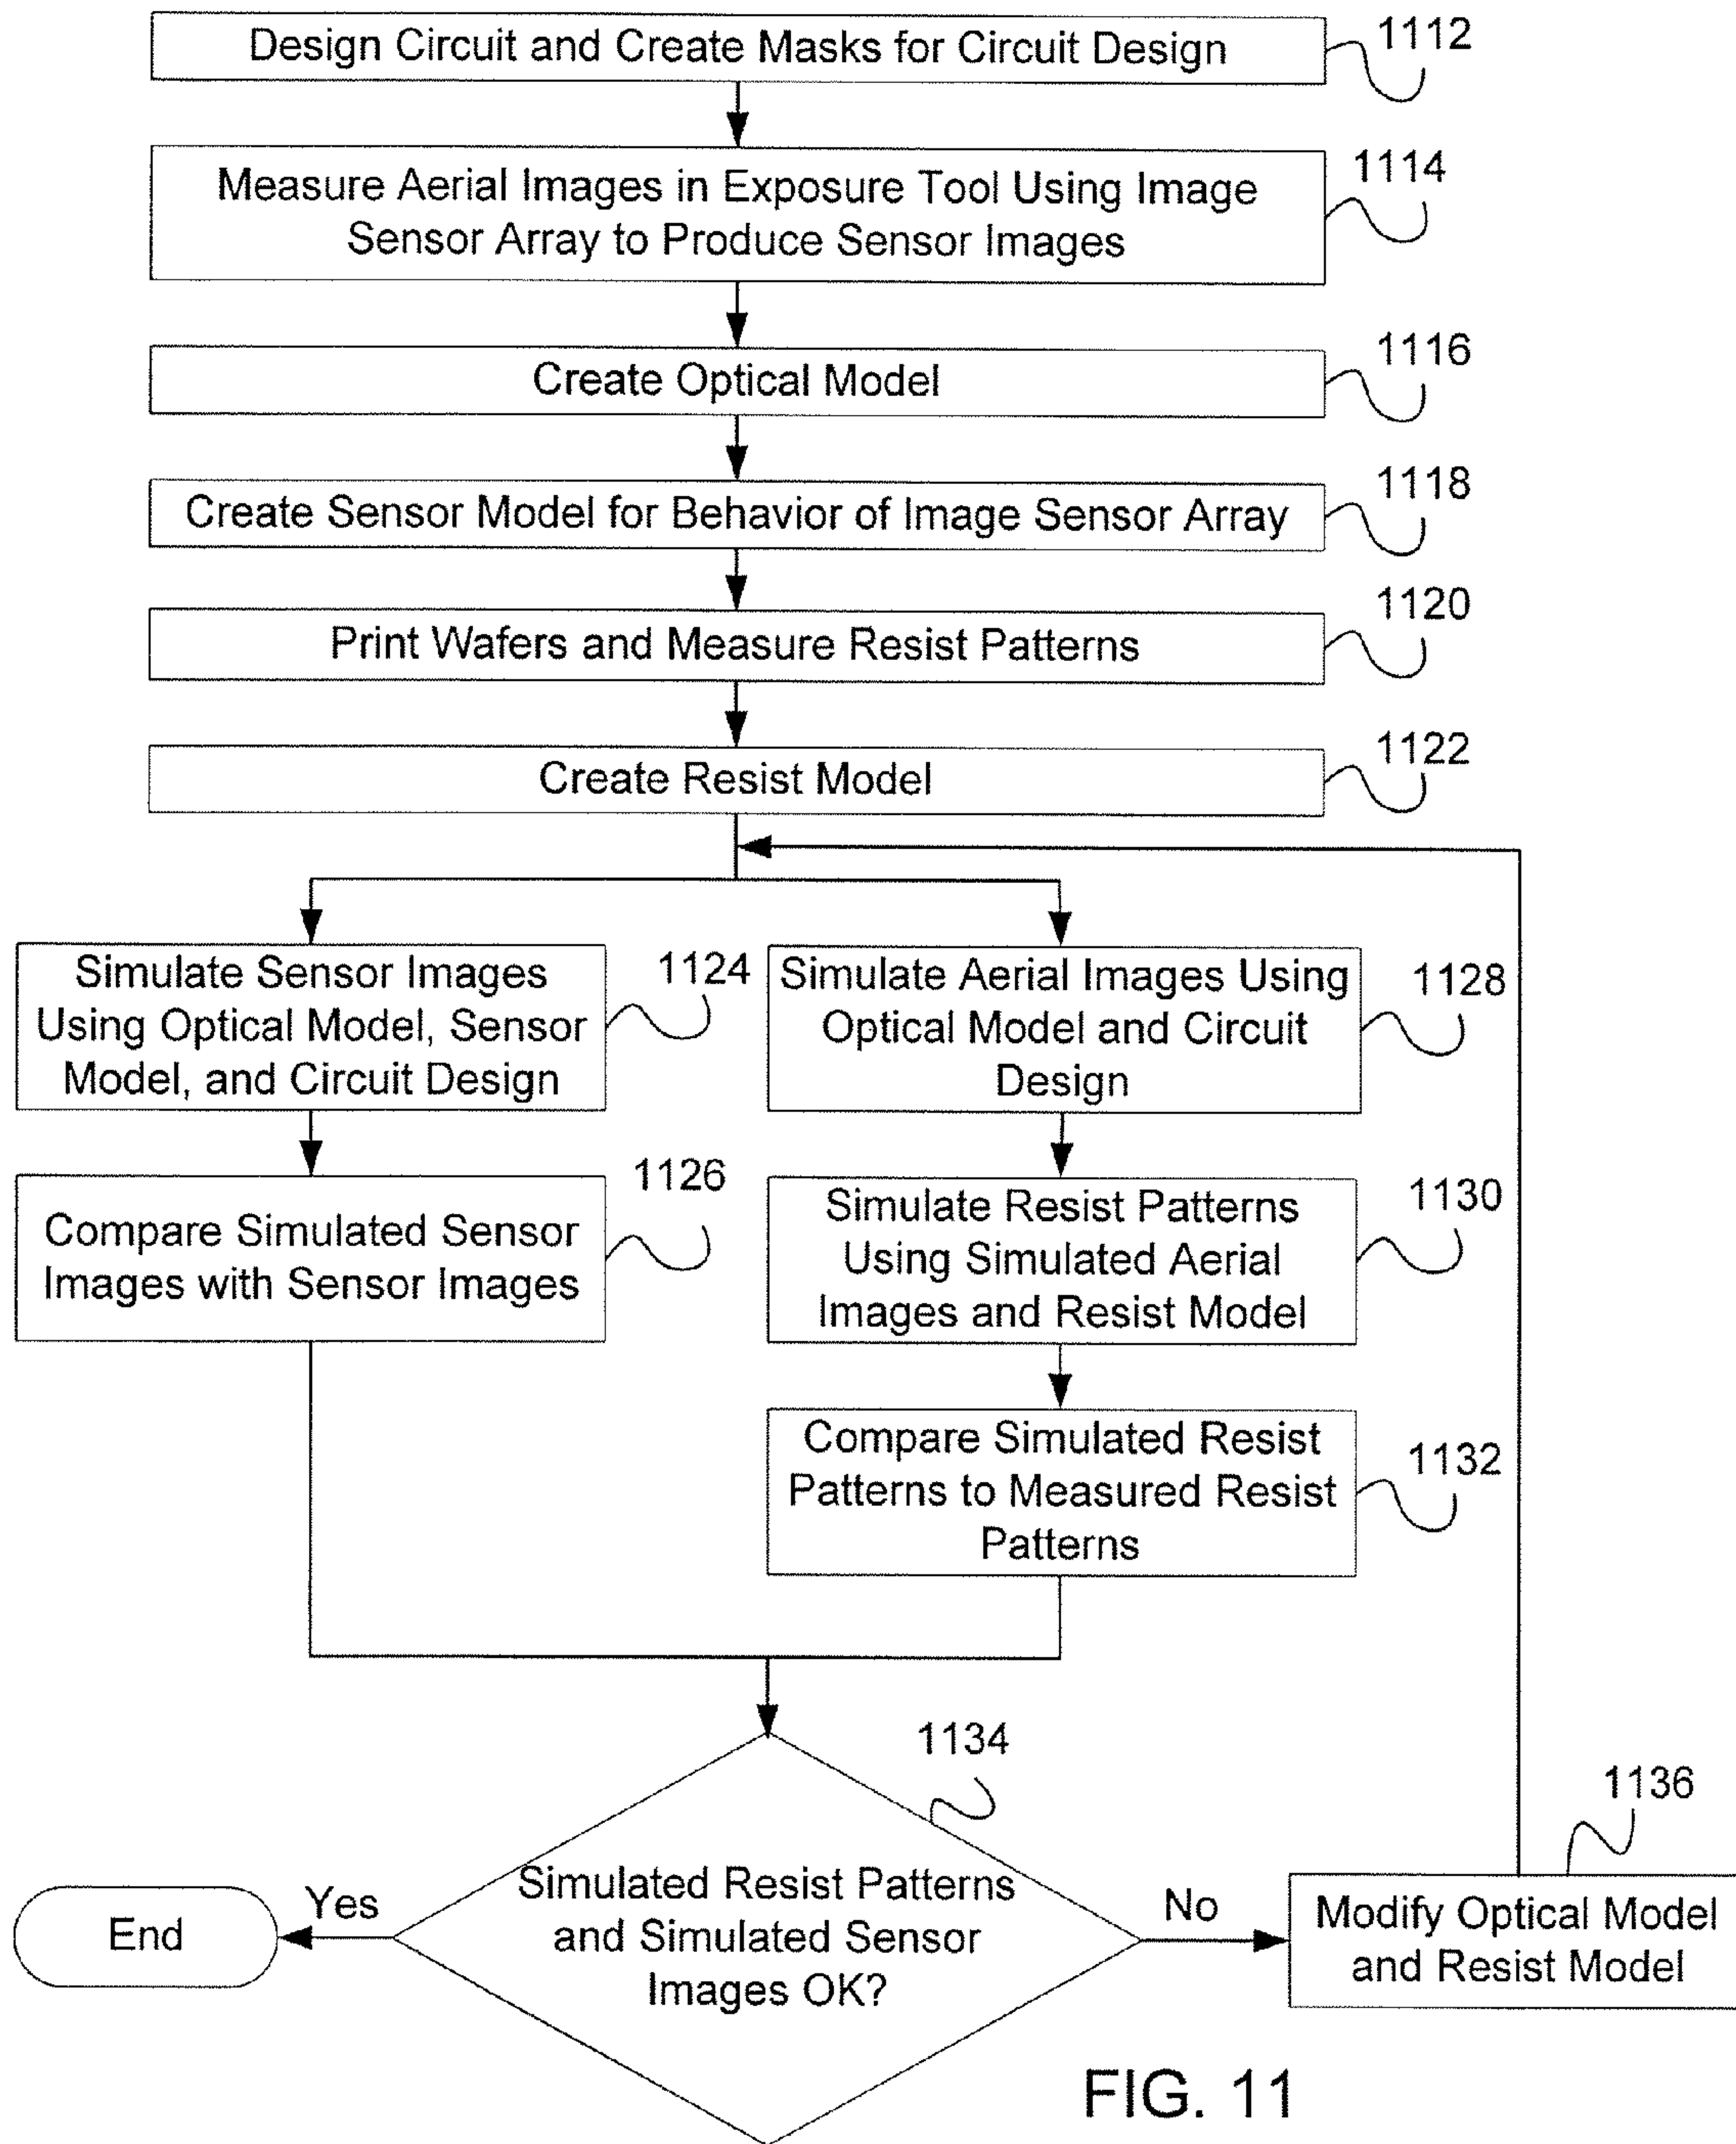 Design Circuit and Create Masks for Circuit Design
1112
Measure Aerial Images in Exposure Tool Using Image
Sensor Array to Produce Sensor Images
1114
Create Optical Model
1116
Create Sensor Model for Behavior of Image Sensor Array
1118
Print Wafers and Measure Resist Patterns
1120
Create Resist Model
1122
Simulate Sensor Images
Using Optical Model, Sensor
Model, and Circuit Design
1124
Simulate Aerial Images Using
Optical Model and Circuit
Design
1128
Compare Simulated Sensor
Images with Sensor Images
1126
Simulate Resist Patterns
Using Simulated Aerial
Images and Resist Model
1130
Compare Simulated Resist
Patterns to Measured Resist
Patterns
1132
1134
Simulated Resist Patterns
and Simulated Sensor
Images OK?
Yes
End
No
1136
Modify Optical Model
and Resist Model
FIG. 11